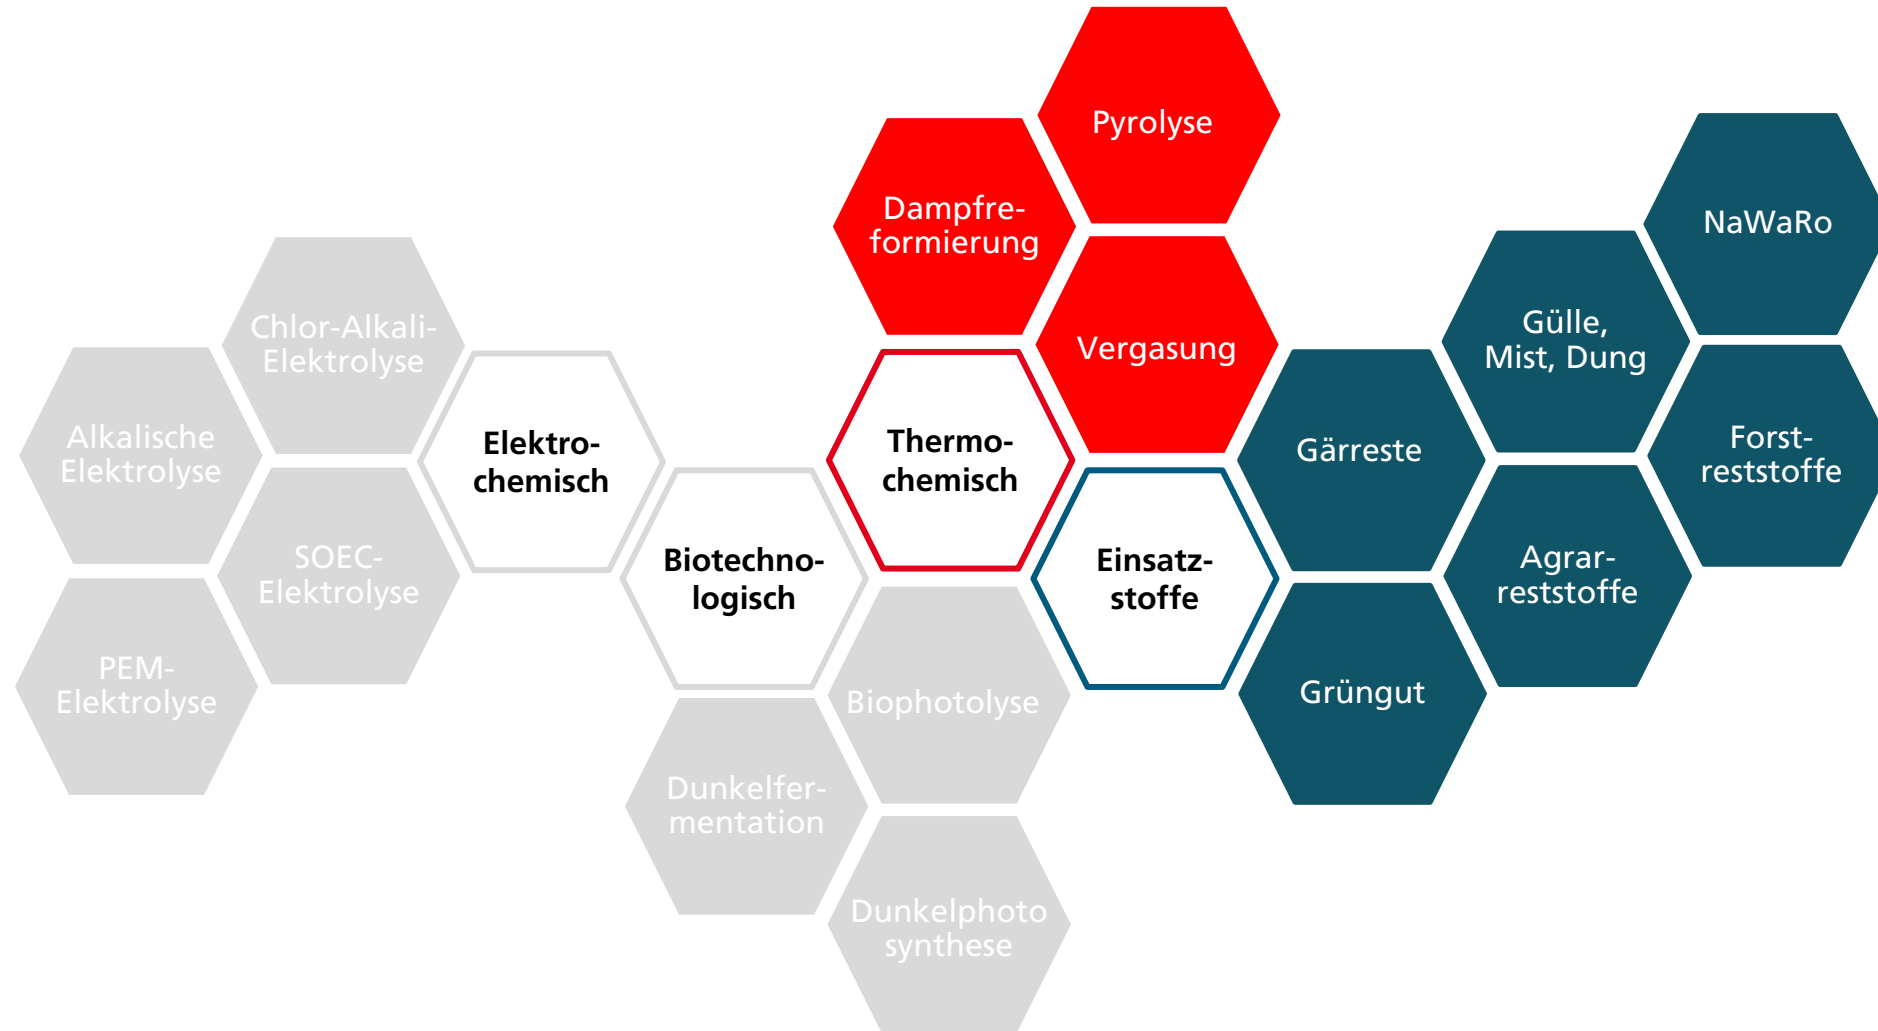 Pyrolyse
Dampfre-
formierung
Vergasung
Thermo-
chemisch
NaWaRo
Gülle,
Mist, Dung
Forst-
reststoffe
Gärreste
Agrar-
reststoffe
Grüngut
Einsatz-
stoffe
Chlor-Alkali-
Elektrolyse
Alkalische
Elektrolyse
Elektro-
chemisch
SOEC-
Elektrolyse
PEM-
Elektrolyse
Biotechno-
logisch
Biophotolyse
Dunkelfer-
mentation
Dunkelphoto
synthese